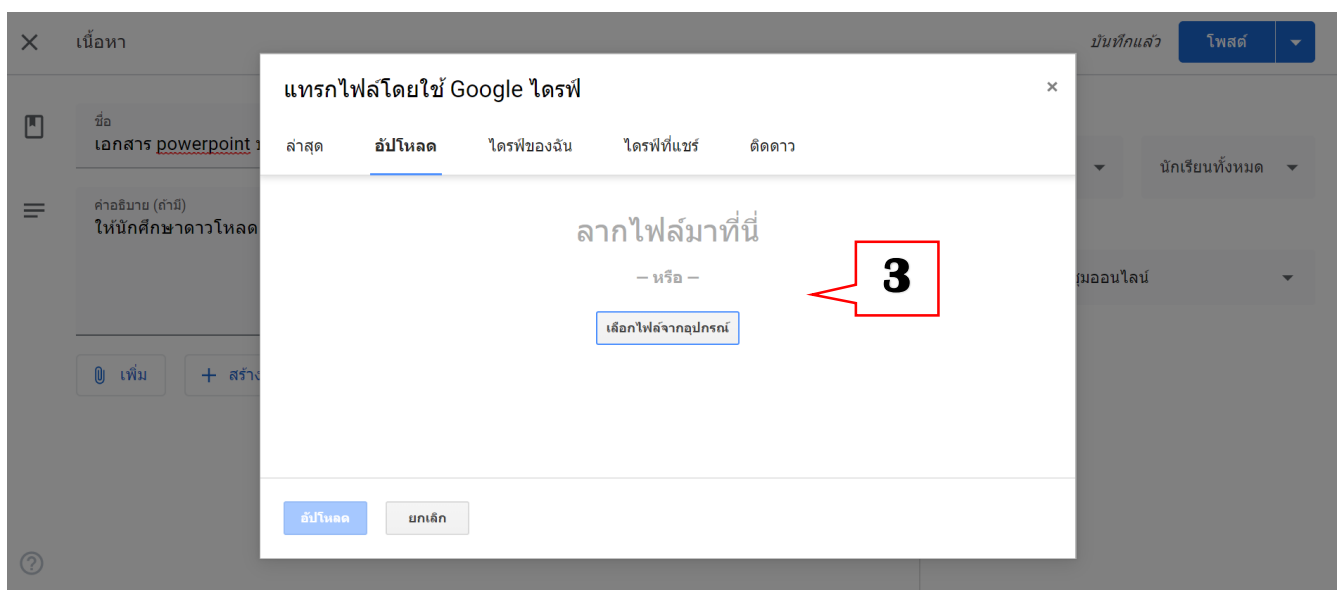 เนื้อหา
บันทึกแล้ว
โพสต์
แทรกไฟล์โดยใช้ Google ไดรฟ์
×
ชื่อ
เอกสาร powerpoint
ล่าสุด
อัปโหลด
ไดรฟ์ของฉัน
ไดรฟ์ที่แชร์
ติดดาว
นักเรียนทั้งหมด
คำอธิบาย (ถ้ามี)
ให้นักศึกษาดาวโหลด
ลากไฟล์มาที่นี่
— หรือ —
3
เลือกไฟล์จากอุปกรณ์
ออนไลน์
เพิ่ม
+ สร้าง
อัปโหลด
ยกเลิก